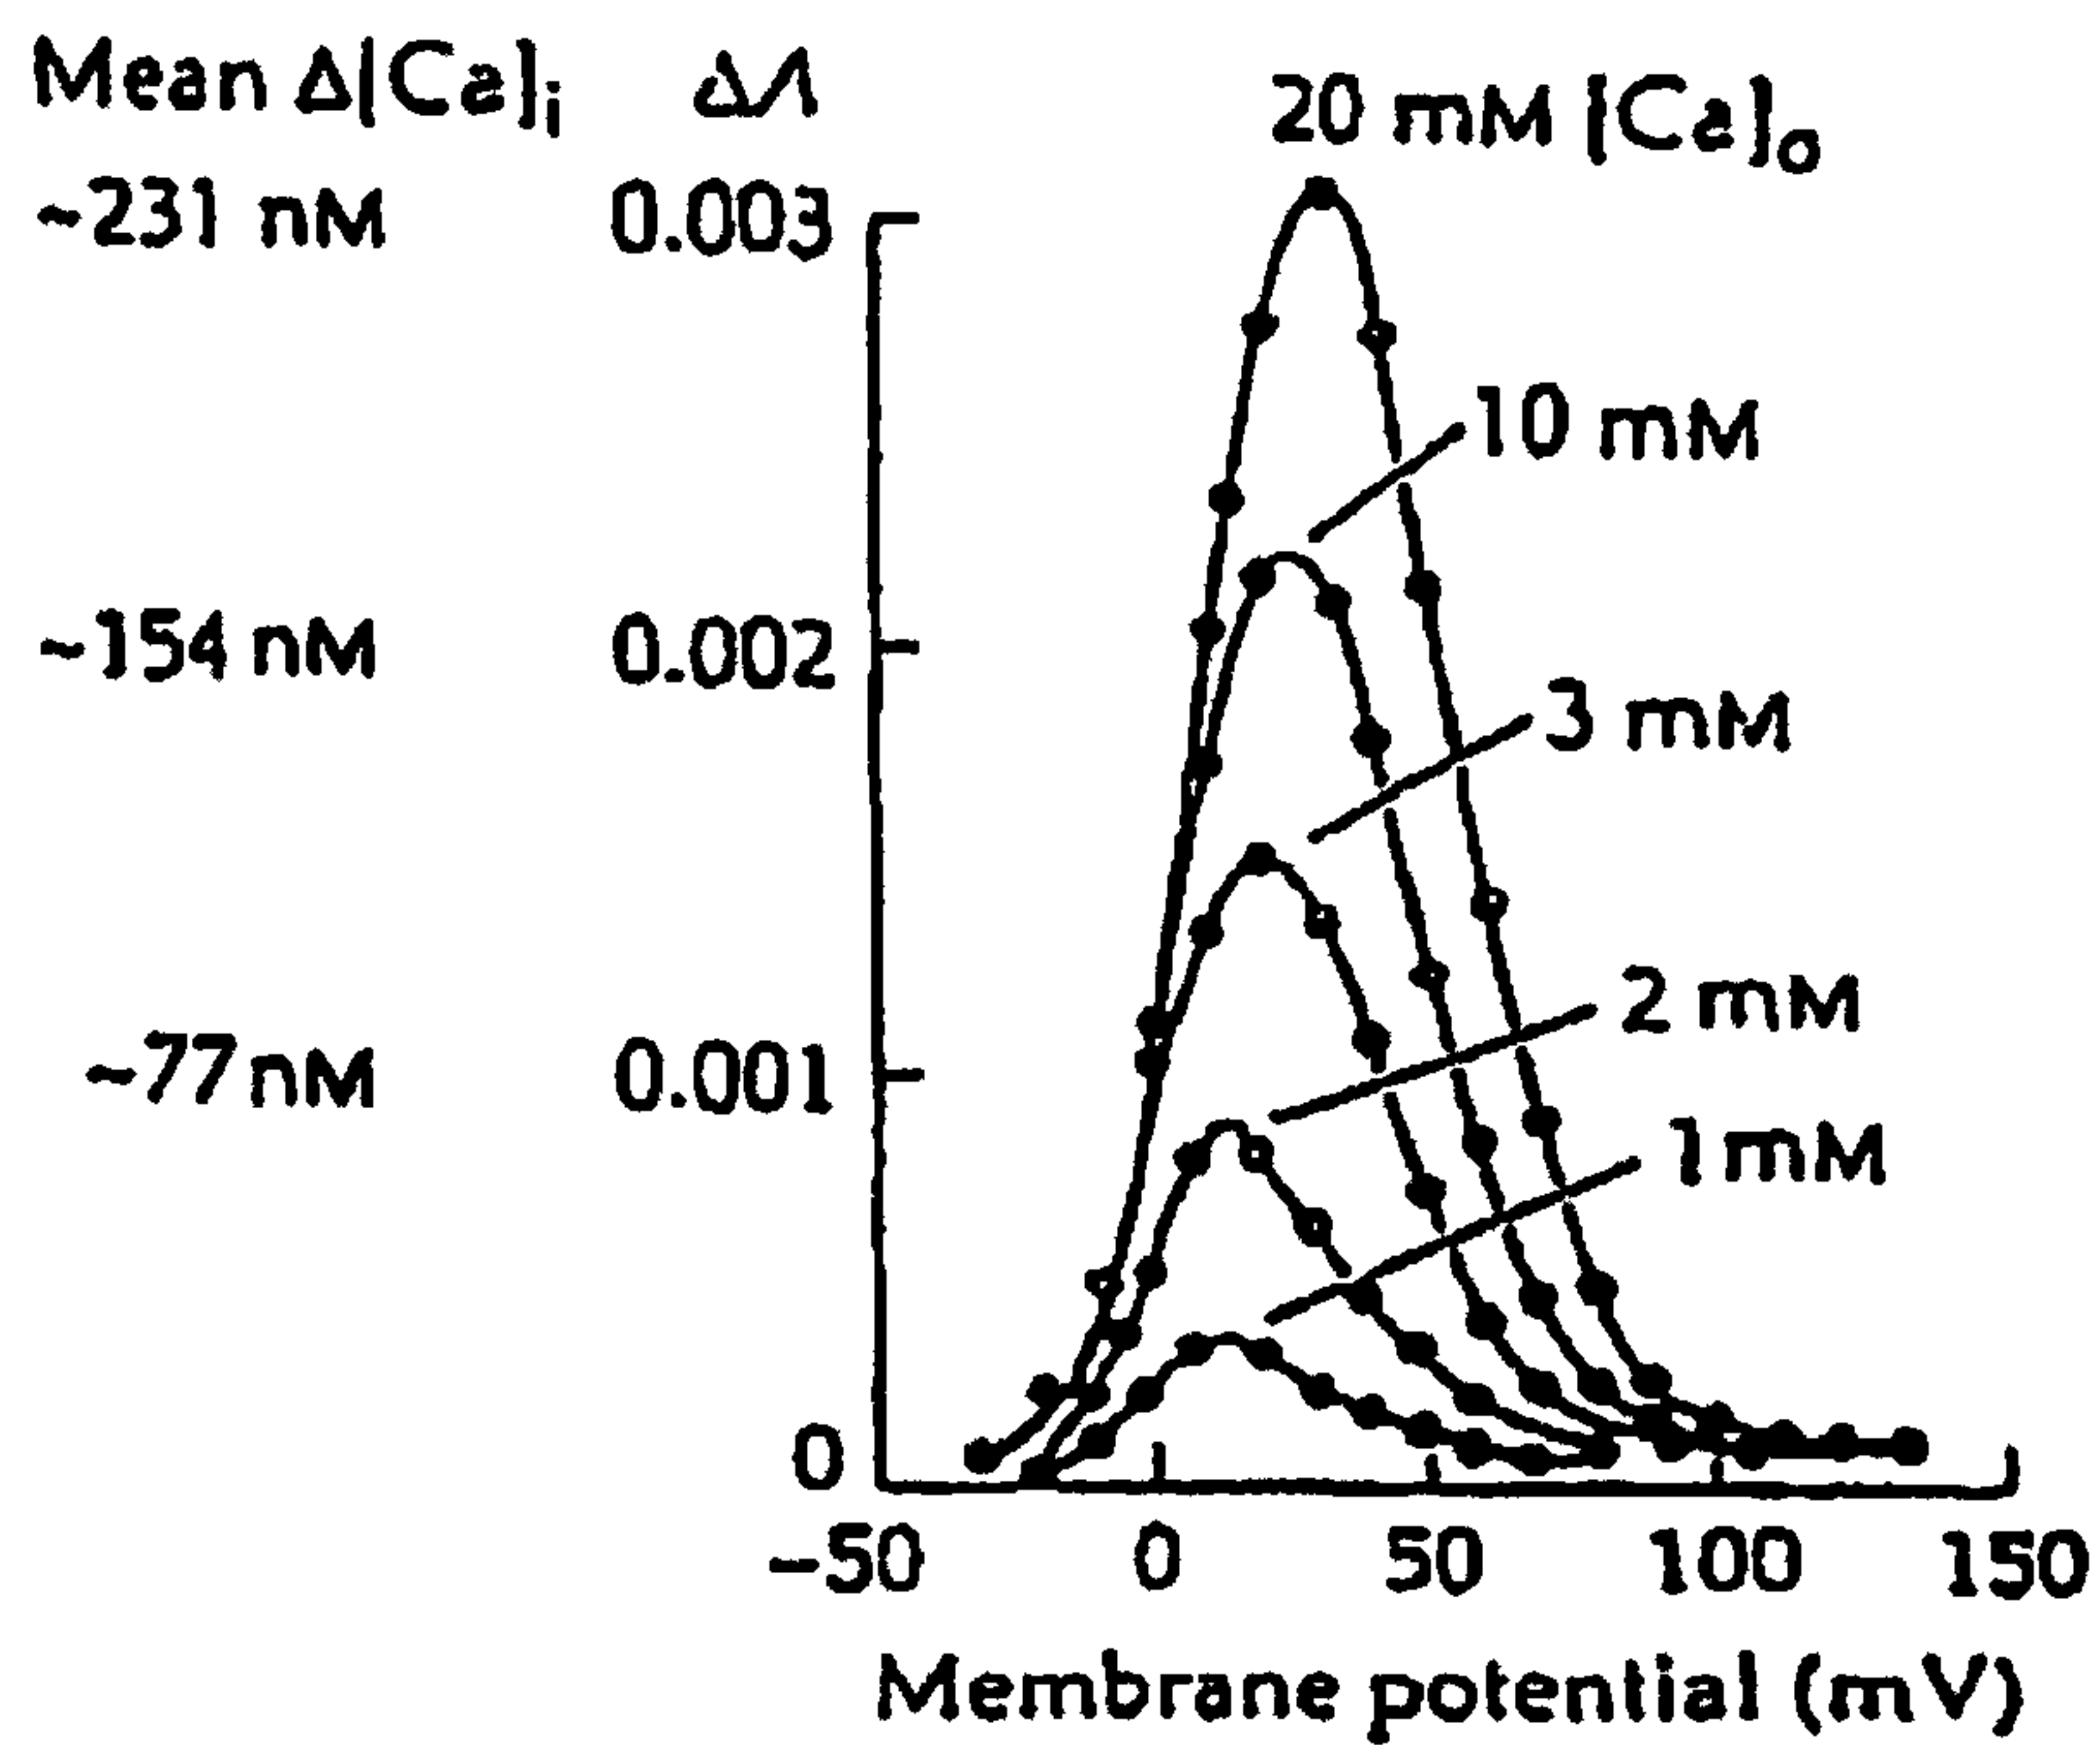 Mean Δ[Ca]i ΔA 20 mM [Ca]o
~231 nM 0.003
10 mM
~154 nM 0.002
3 mM
2 mM
~77 nM 0.001
1 mM
0
-50 0 50 100 150
Membrane potential (mV)